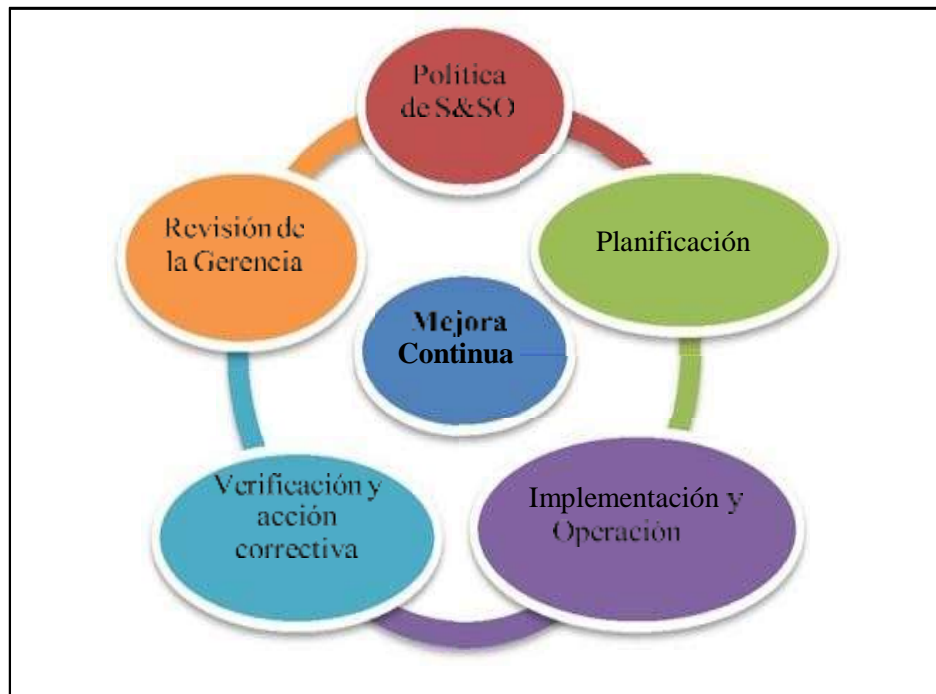 Política
de S&SO
Planificación
Implementación y
Operación
Verificación y
acción
correctiva
Revisión de
la Gerencia
Mejora
Continua